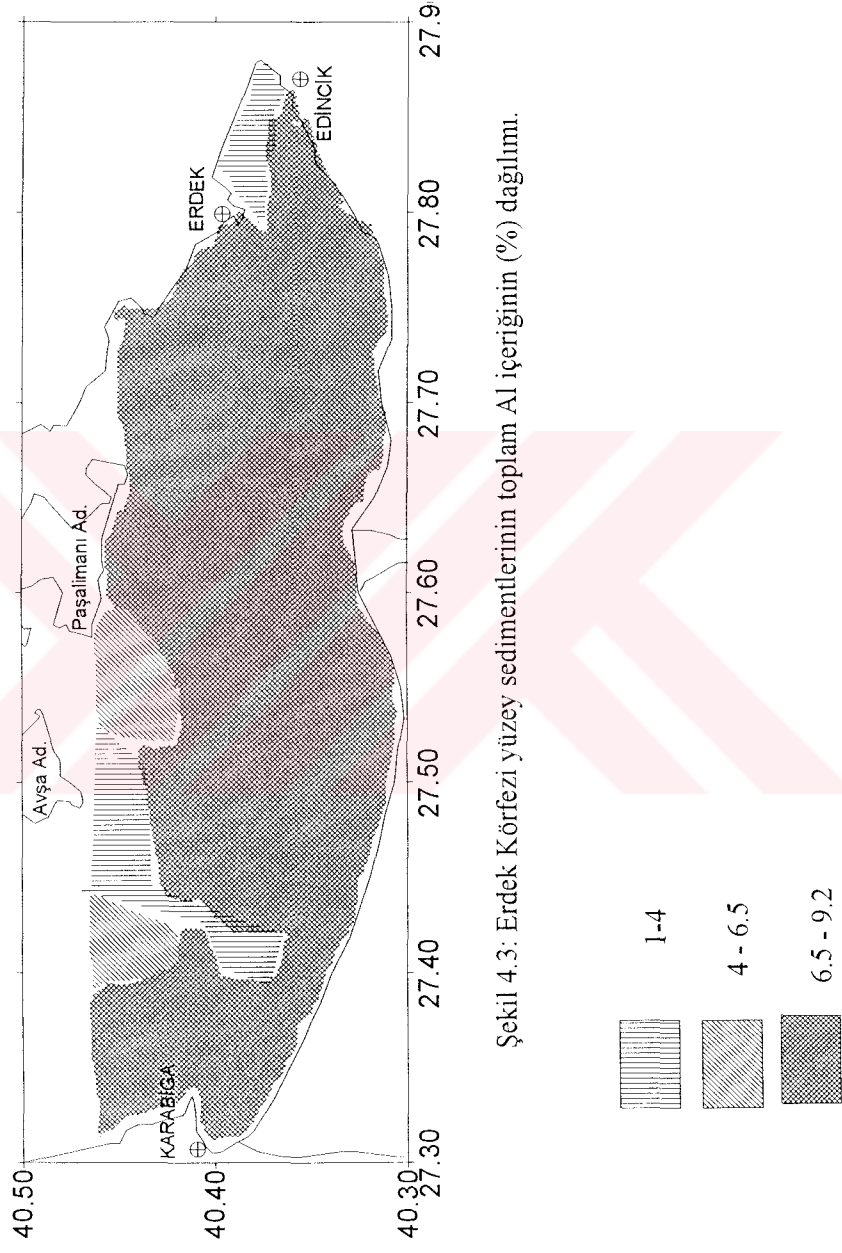 40.50
40.40
40.30
27.30
27.40
27.50
27.60
27.70
27.80
27.9
Avşa Ad.
Paşalimanı Ad.
ERDEK
EDİNCİK
KARABİGA
Şekil 4.3: Erdek Körfezi yüzey sedimentlerinin toplam Al içeriğinin (%) dağılımı.
1-4
4 - 6.5
6.5 - 9.2